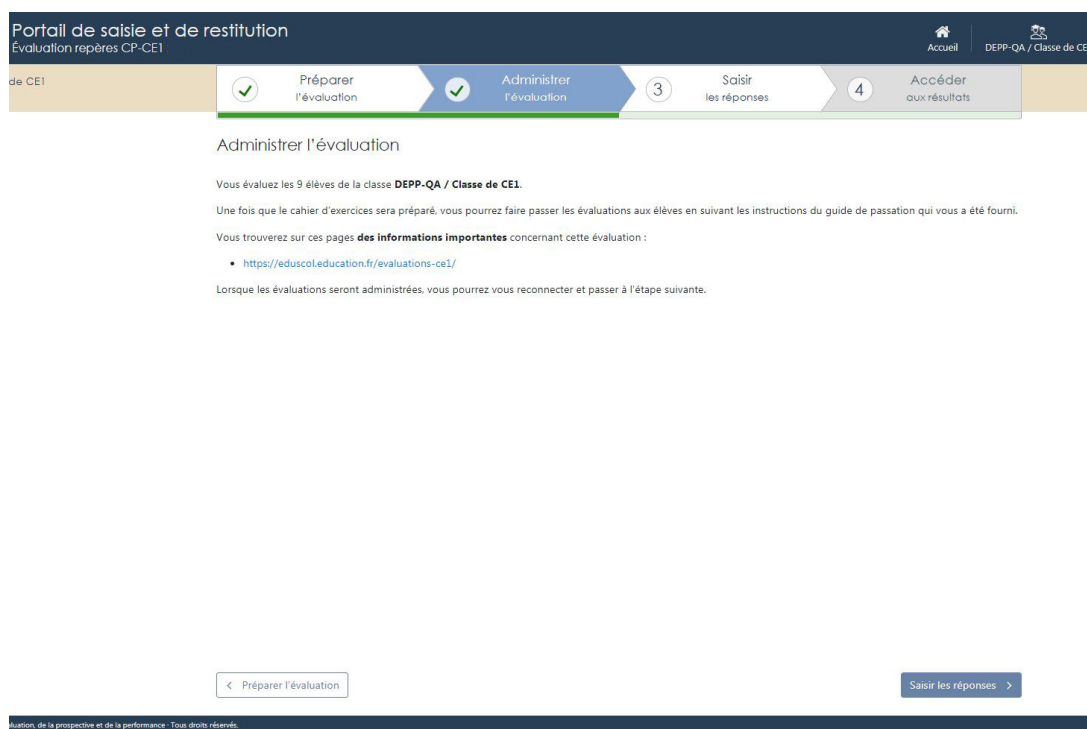 Portail de saisie et de restitution
Évaluation repères CP-CE1
Accueil
DEPP-QA / Classe de CE
de CE1
Préparer
l'évaluation
Administrer
l'évaluation
3
Saisir
les réponses
4
Accéder
aux résultats
Administrer l'évaluation
Vous évaluez les 9 élèves de la classe DEPP-QA / Classe de CE1.
Une fois que le cahier d'exercices sera préparé, vous pourrez faire passer les évaluations aux élèves en suivant les instructions du guide de passation qui vous a été fourni.
Vous trouverez sur ces pages des informations importantes concernant cette évaluation :
• https://eduscol.education.fr/evaluations-ce1/
Lorsque les évaluations seront administrées, vous pourrez vous reconnecter et passer à l'étape suivante.
< Préparer l'évaluation
Saisir les réponses >
aluation, de la prospective et de la performance · Tous droits réservés.